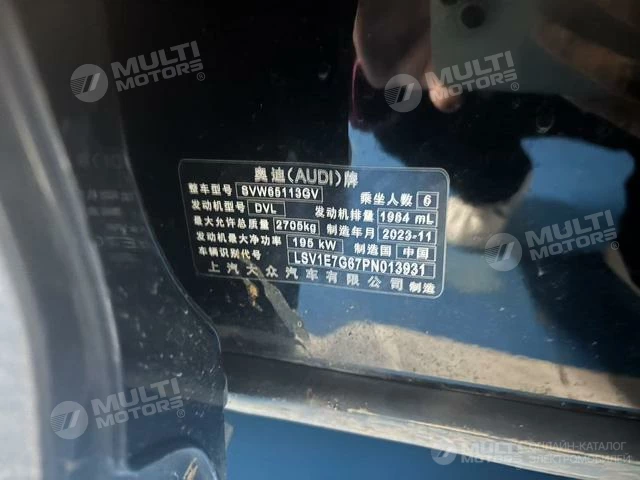 MULTI
MOTORS
MULTI
MOTORS
MULTI
MOTORS
奥迪(AUDI)牌
整车型号 SVW65113GV 乘坐人数 6
发动机型号 DVL 发动机排量 1984 mL
最大允许总质量 2705kg 制造年月 2023-11
发动机最大净功率 195 kW 制造国 中国
车辆识别代号 LSV1E7G67PN013931
上汽大众汽车有限公司 制造
MULTI
MOTORS
MULTI
MOTORS
ОНЛАЙН-КАТАЛОГ
ЭЛЕКТРОМОБИЛЕЙ